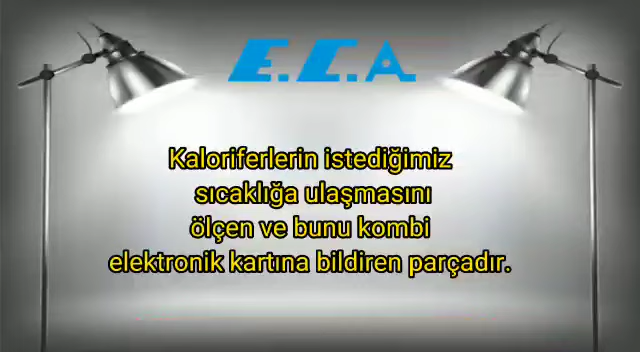 E.C.A.
Kaloriferlerin istediğimiz
sıcaklığa ulaşmasını
ölçen ve bunu kombi
elektronik kartına bildiren parçadır.